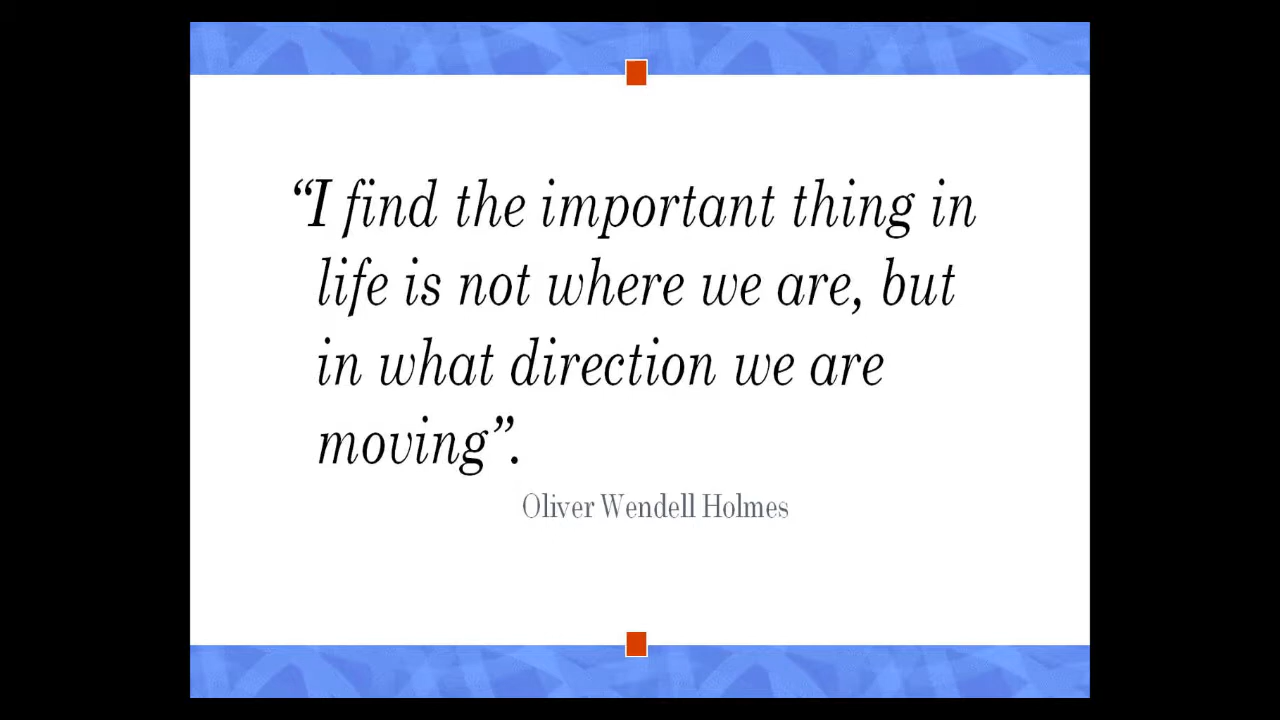 “I find the important thing in
life is not where we are, but
in what direction we are
moving”.
Oliver Wendell Holmes